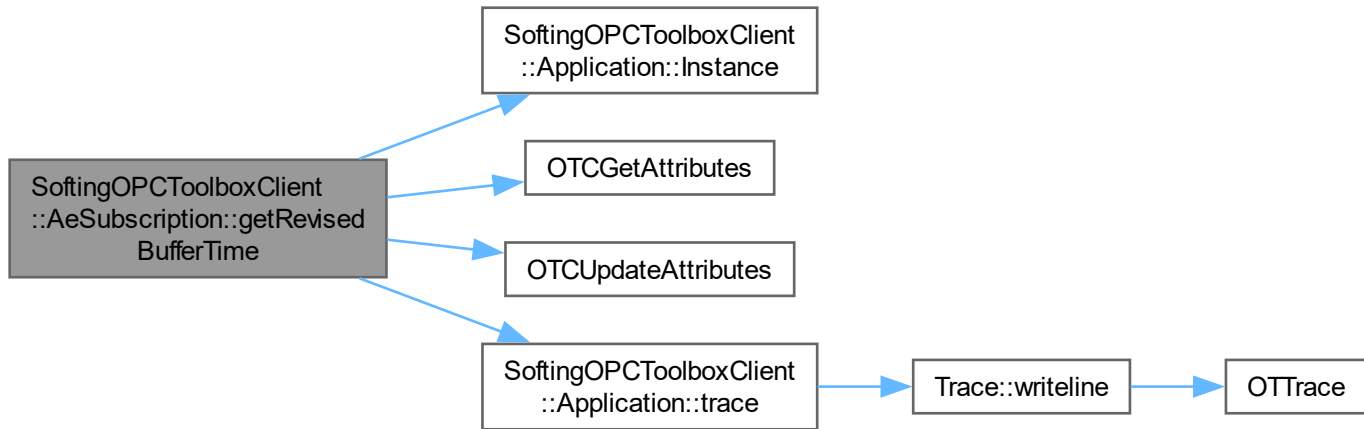 SoftingOPCToolboxClient
::AeSubscription::getRevised
BufferTime
SoftingOPCToolboxClient
::Application::Instance
OTCGetAttributes
OTCUpdateAttributes
SoftingOPCToolboxClient
::Application::trace
Trace::writeline
OTTrace